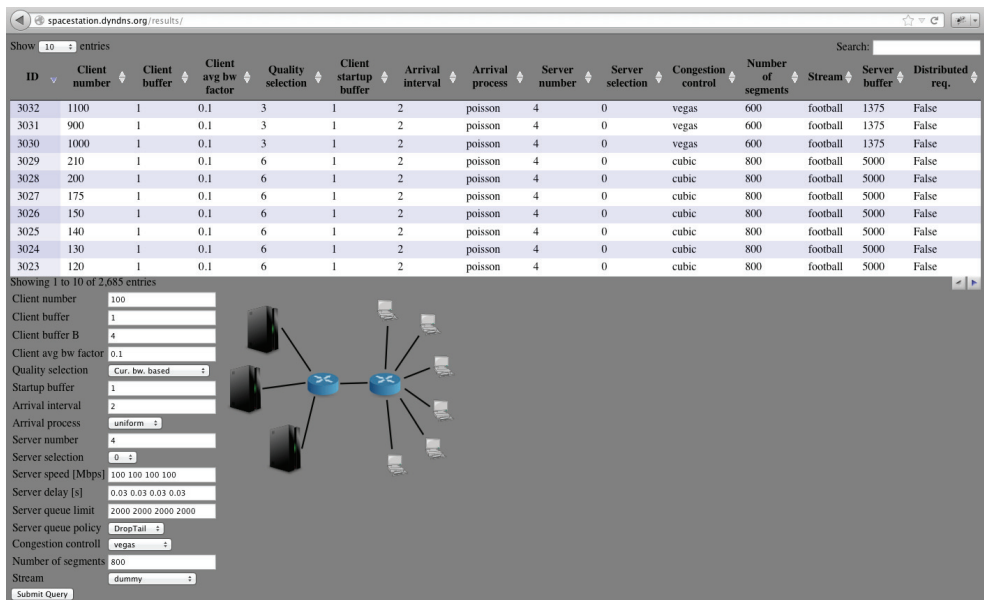 spacestation.dyndns.org/results/
Show 10 entries Search:
ID Client number Client buffer Client avg bw factor Quality selection Client startup buffer Arrival interval Arrival process Server number Server selection Congestion control Number of segments Stream Server buffer Distributed req.
3032 1100 1 0.1 3 1 2 poisson 4 0 vegas 600 football 1375 False
3031 900 1 0.1 3 1 2 poisson 4 0 vegas 600 football 1375 False
3030 1000 1 0.1 3 1 2 poisson 4 0 vegas 600 football 1375 False
3029 210 1 0.1 6 1 2 poisson 4 0 cubic 800 football 5000 False
3028 200 1 0.1 6 1 2 poisson 4 0 cubic 800 football 5000 False
3027 175 1 0.1 6 1 2 poisson 4 0 cubic 800 football 5000 False
3026 150 1 0.1 6 1 2 poisson 4 0 cubic 800 football 5000 False
3025 140 1 0.1 6 1 2 poisson 4 0 cubic 800 football 5000 False
3024 130 1 0.1 6 1 2 poisson 4 0 cubic 800 football 5000 False
3023 120 1 0.1 6 1 2 poisson 4 0 cubic 800 football 5000 False
Showing 1 to 10 of 2,685 entries
Client number 100
Client buffer 1
Client buffer B 4
Client avg bw factor 0.1
Quality selection Cur. bw. based
Startup buffer 1
Arrival interval 2
Arrival process uniform
Server number 4
Server selection 0
Server speed [Mbps] 100 100 100 100
Server delay [s] 0.03 0.03 0.03 0.03
Server queue limit 2000 2000 2000 2000
Server queue policy DropTail
Congestion controll vegas
Number of segments 800
Stream dummy
Submit Query